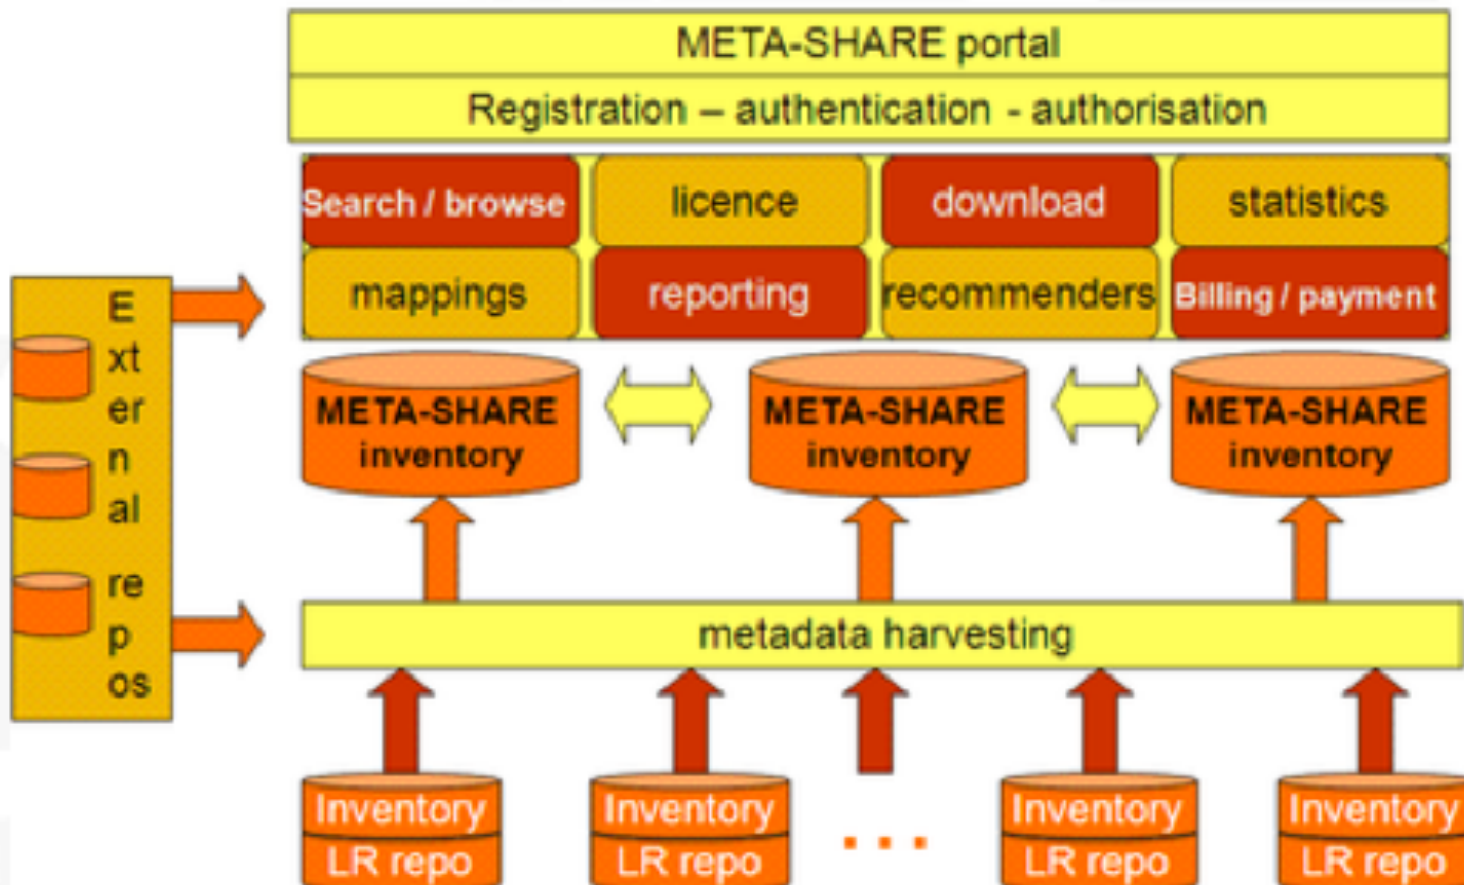 META-SHARE portal
Registration – authentication - authorisation
Search / browse
licence
download
statistics
mappings
reporting
recommenders
Billing / payment
E
xt
er
n
al
re
p
os
META-SHARE
inventory
META-SHARE
inventory
META-SHARE
inventory
metadata harvesting
Inventory
LR repo
Inventory
LR repo
...
Inventory
LR repo
Inventory
LR repo